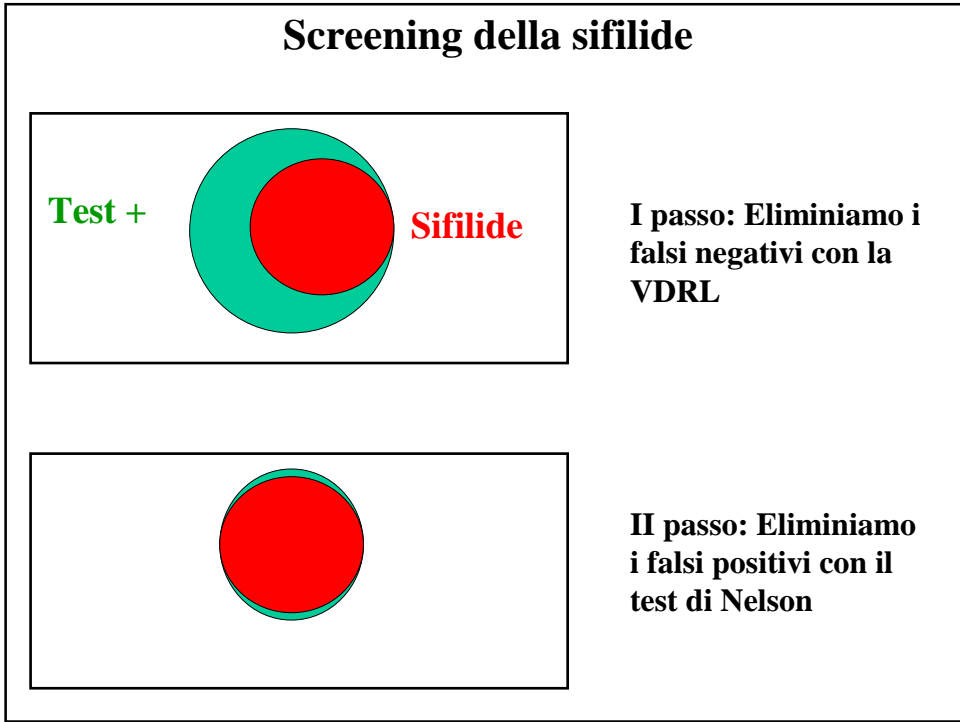 Screening della sifilide
Test +
Sifilide
I passo: Eliminiamo i
falsi negativi con la
VDRL
II passo: Eliminiamo
i falsi positivi con il
test di Nelson